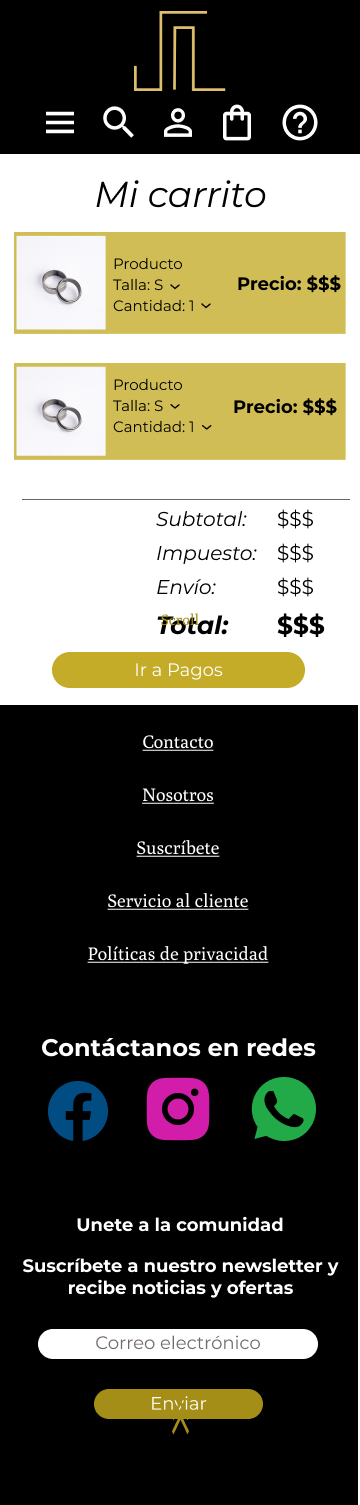 Mi carrito
Producto
Talla: S
Cantidad: 1
Precio: $$$
Producto
Talla: S
Cantidad: 1
Precio: $$$
Subtotal: $$$
Impuesto: $$$
Envío: $$$
Scroll
Total: $$$
Ir a Pagos
Contacto
Nosotros
Suscríbete
Servicio al cliente
Políticas de privacidad
Contáctanos en redes
Unete a la comunidad
Suscríbete a nuestro newsletter y
recibe noticias y ofertas
Correo electrónico
Enviar